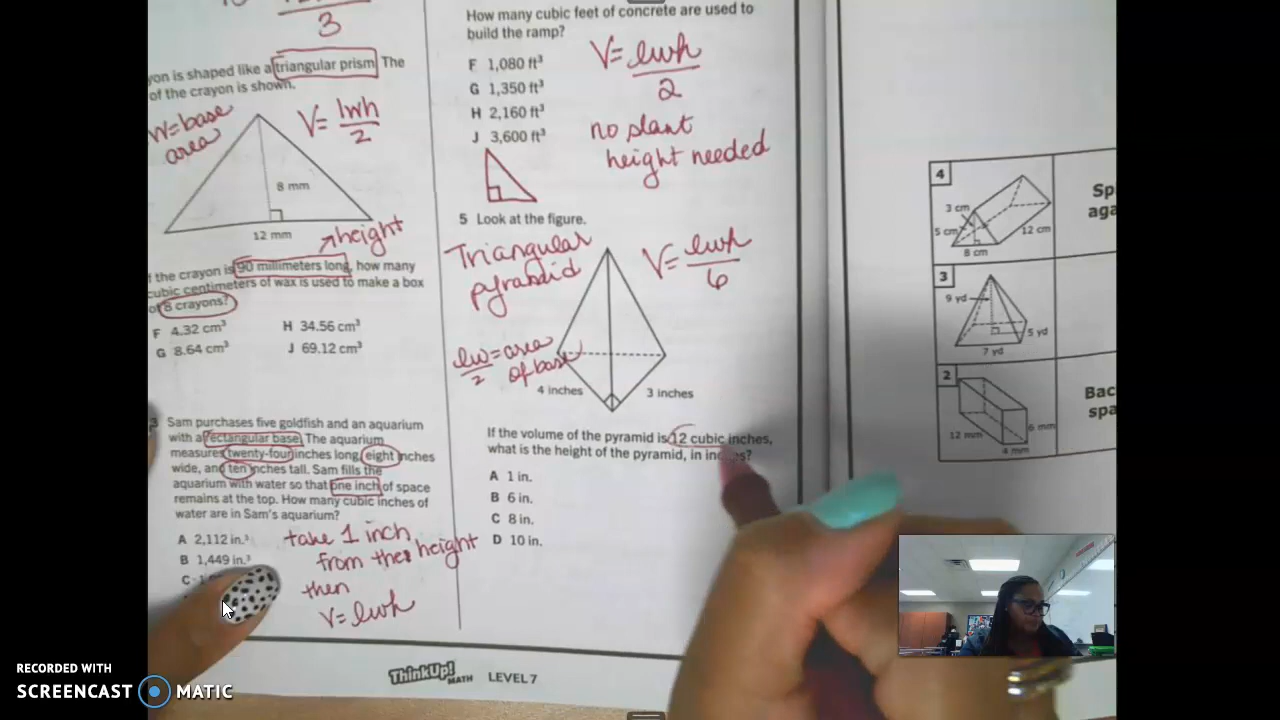 3
yon is shaped like a triangular prism. The
of the crayon is shown.
W=base
area
V= lwh
2
8 mm
12 mm
height
f the crayon is 90 millimeters long, how many
cubic centimeters of wax is used to make a box
of 8 crayons?
F 4.32 cm³
H 34.56 cm³
G 8.64 cm³
J 69.12 cm³
3 Sam purchases five goldfish and an aquarium
with a rectangular base. The aquarium
measures twenty-four inches long, eight inches
wide, and ten inches tall. Sam fills the
aquarium with water so that one inch of space
remains at the top. How many cubic inches of
water are in Sam's aquarium?
A 2,112 in.³
B 1,449 in.³
C
take 1 inch
from the height
then
V= lwh
How many cubic feet of concrete are used to
build the ramp?
F 1,080 ft³
G 1,350 ft³
H 2,160 ft³
J 3,600 ft³
V= lwh
2
no slant
height needed
5 Look at the figure.
Triangular
pyramid
V= lwh
6
lw = area
2 of base
4 inches
3 inches
If the volume of the pyramid is 12 cubic inches,
what is the height of the pyramid, in inches?
A 1 in.
B 6 in.
C 8 in.
D 10 in.
ThinkUp! MATH LEVEL 7
4
3 cm
5 cm
8 cm
12 cm
Sp
aga
3
9 yd
5 yd
7 yd
2
12 mm
6 mm
4 mm
Bac
spa
RECORDED WITH
SCREENCAST MATIC